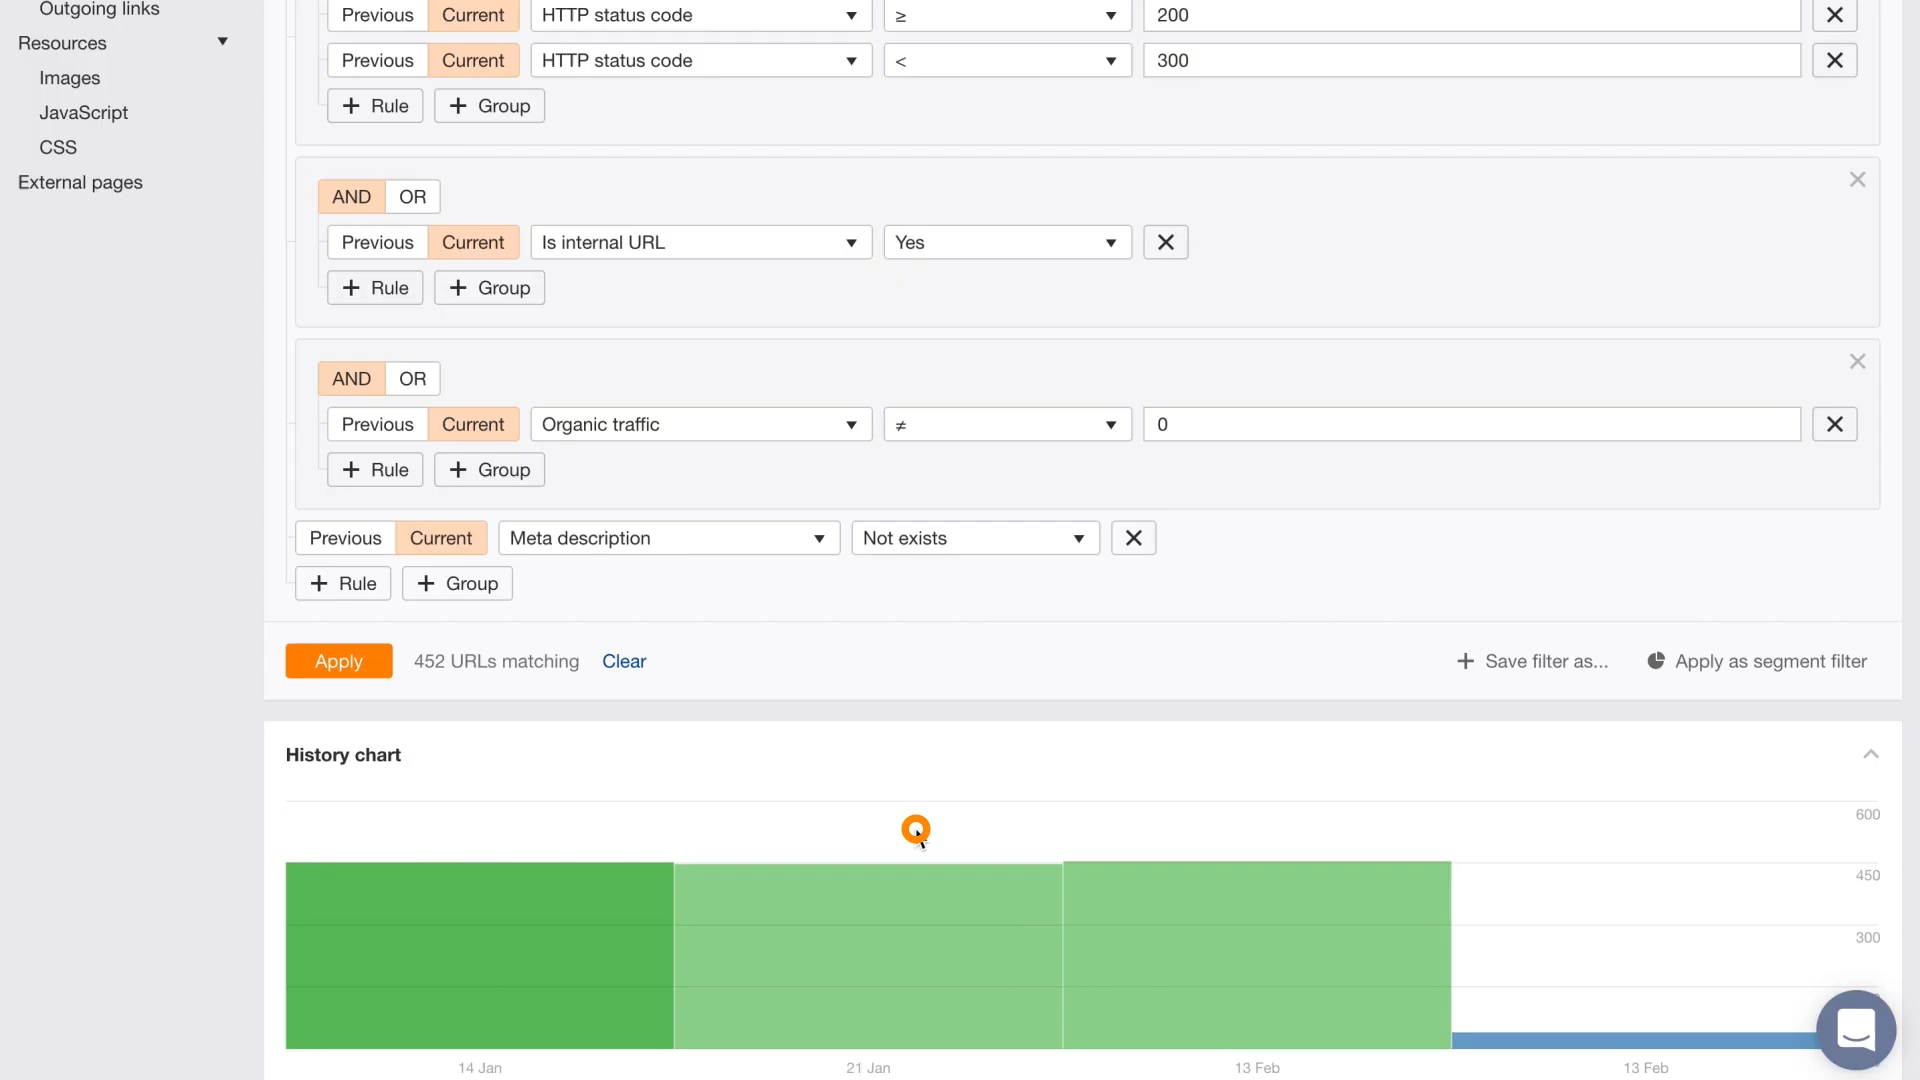 Outgoing links
Resources
Images
JavaScript
CSS
External pages
Previous Current HTTP status code ≥ 200
Previous Current HTTP status code < 300
+ Rule + Group
AND OR
Previous Current Is internal URL Yes
+ Rule + Group
AND OR
Previous Current Organic traffic ≠ 0
+ Rule + Group
Previous Current Meta description Not exists
+ Rule + Group
Apply 452 URLs matching Clear + Save filter as... Apply as segment filter
History chart
600
450
300
14 Jan 21 Jan 13 Feb 13 Feb